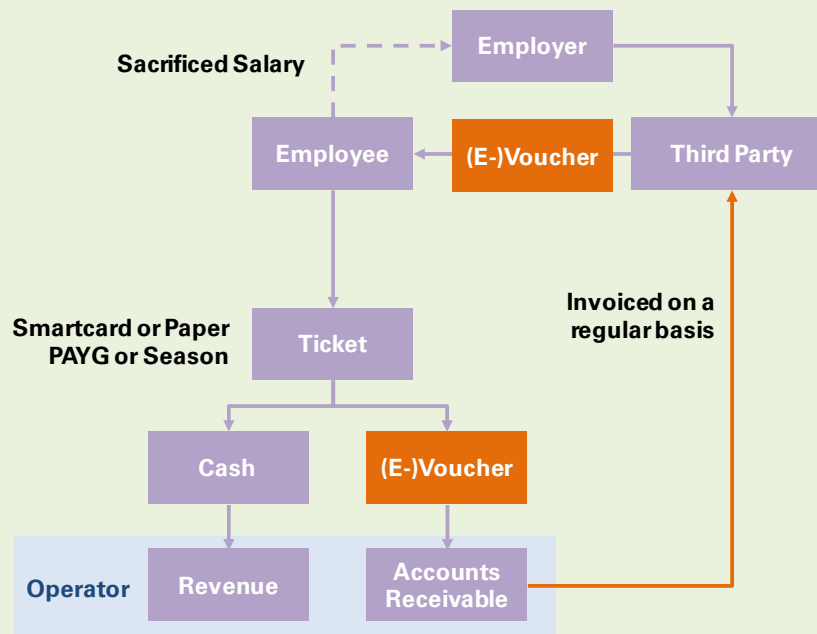 Employer
Sacrificed Salary
Employee
(E-)Voucher
Third Party
Invoiced on a
regular basis
Smartcard or Paper
PAYG or Season
Ticket
Cash
(E-)Voucher
Operator
Revenue
Accounts
Receivable